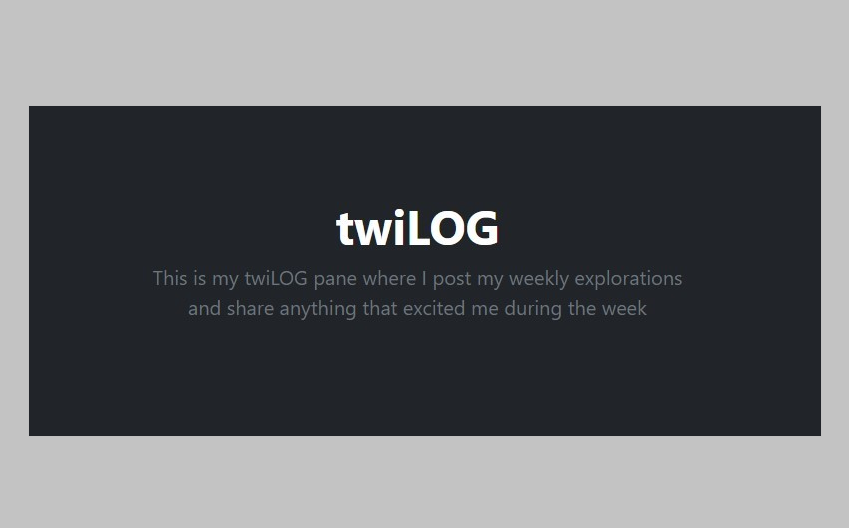 twiLOG
This is my twiLOG pane where I post my weekly explorations
and share anything that excited me during the week